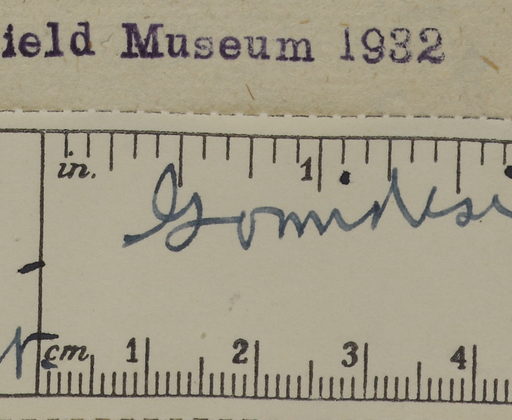 ield Museum 1932
in. 1
cm 1 2 3 4